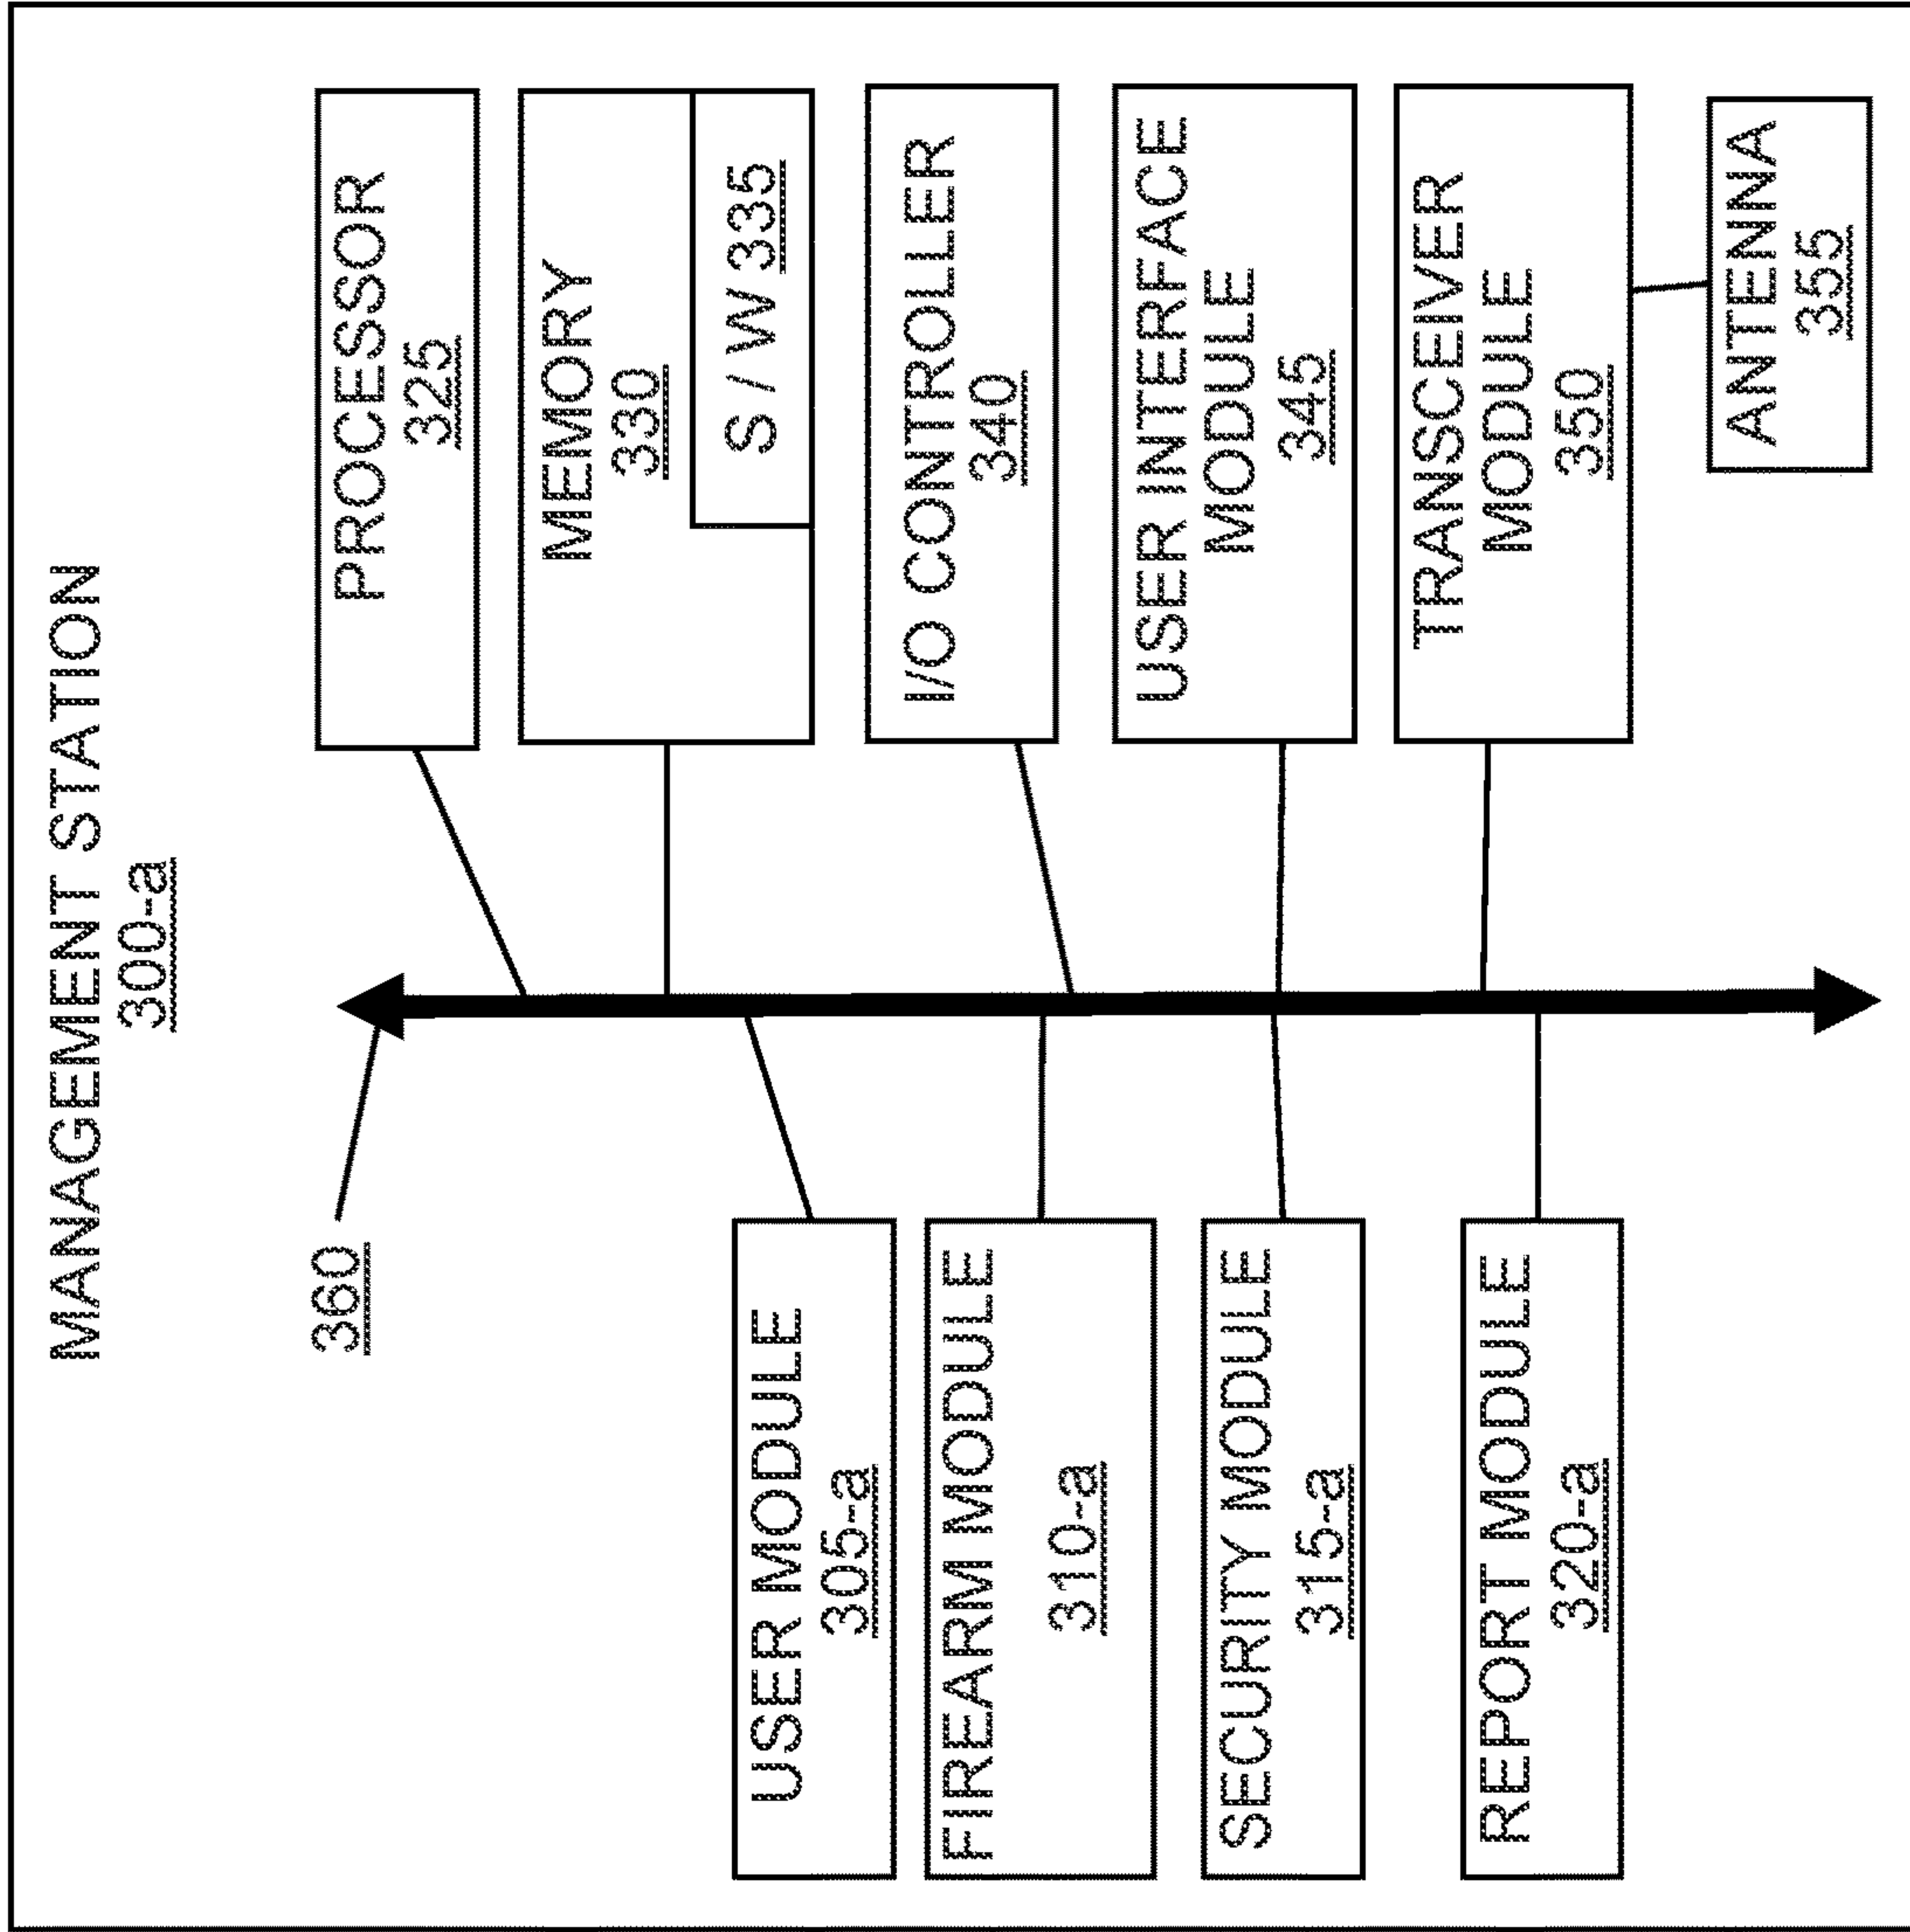 MANAGEMENT STATION
300-a
360
USER MODULE
305-a
FIREARM MODULE
310-a
SECURITY MODULE
315-a
REPORT MODULE
320-a
PROCESSOR
325
MEMORY
330
S / W 335
I/O CONTROLLER
340
USER INTERFACE
MODULE
345
TRANSCEIVER
MODULE
350
ANTENNA
355